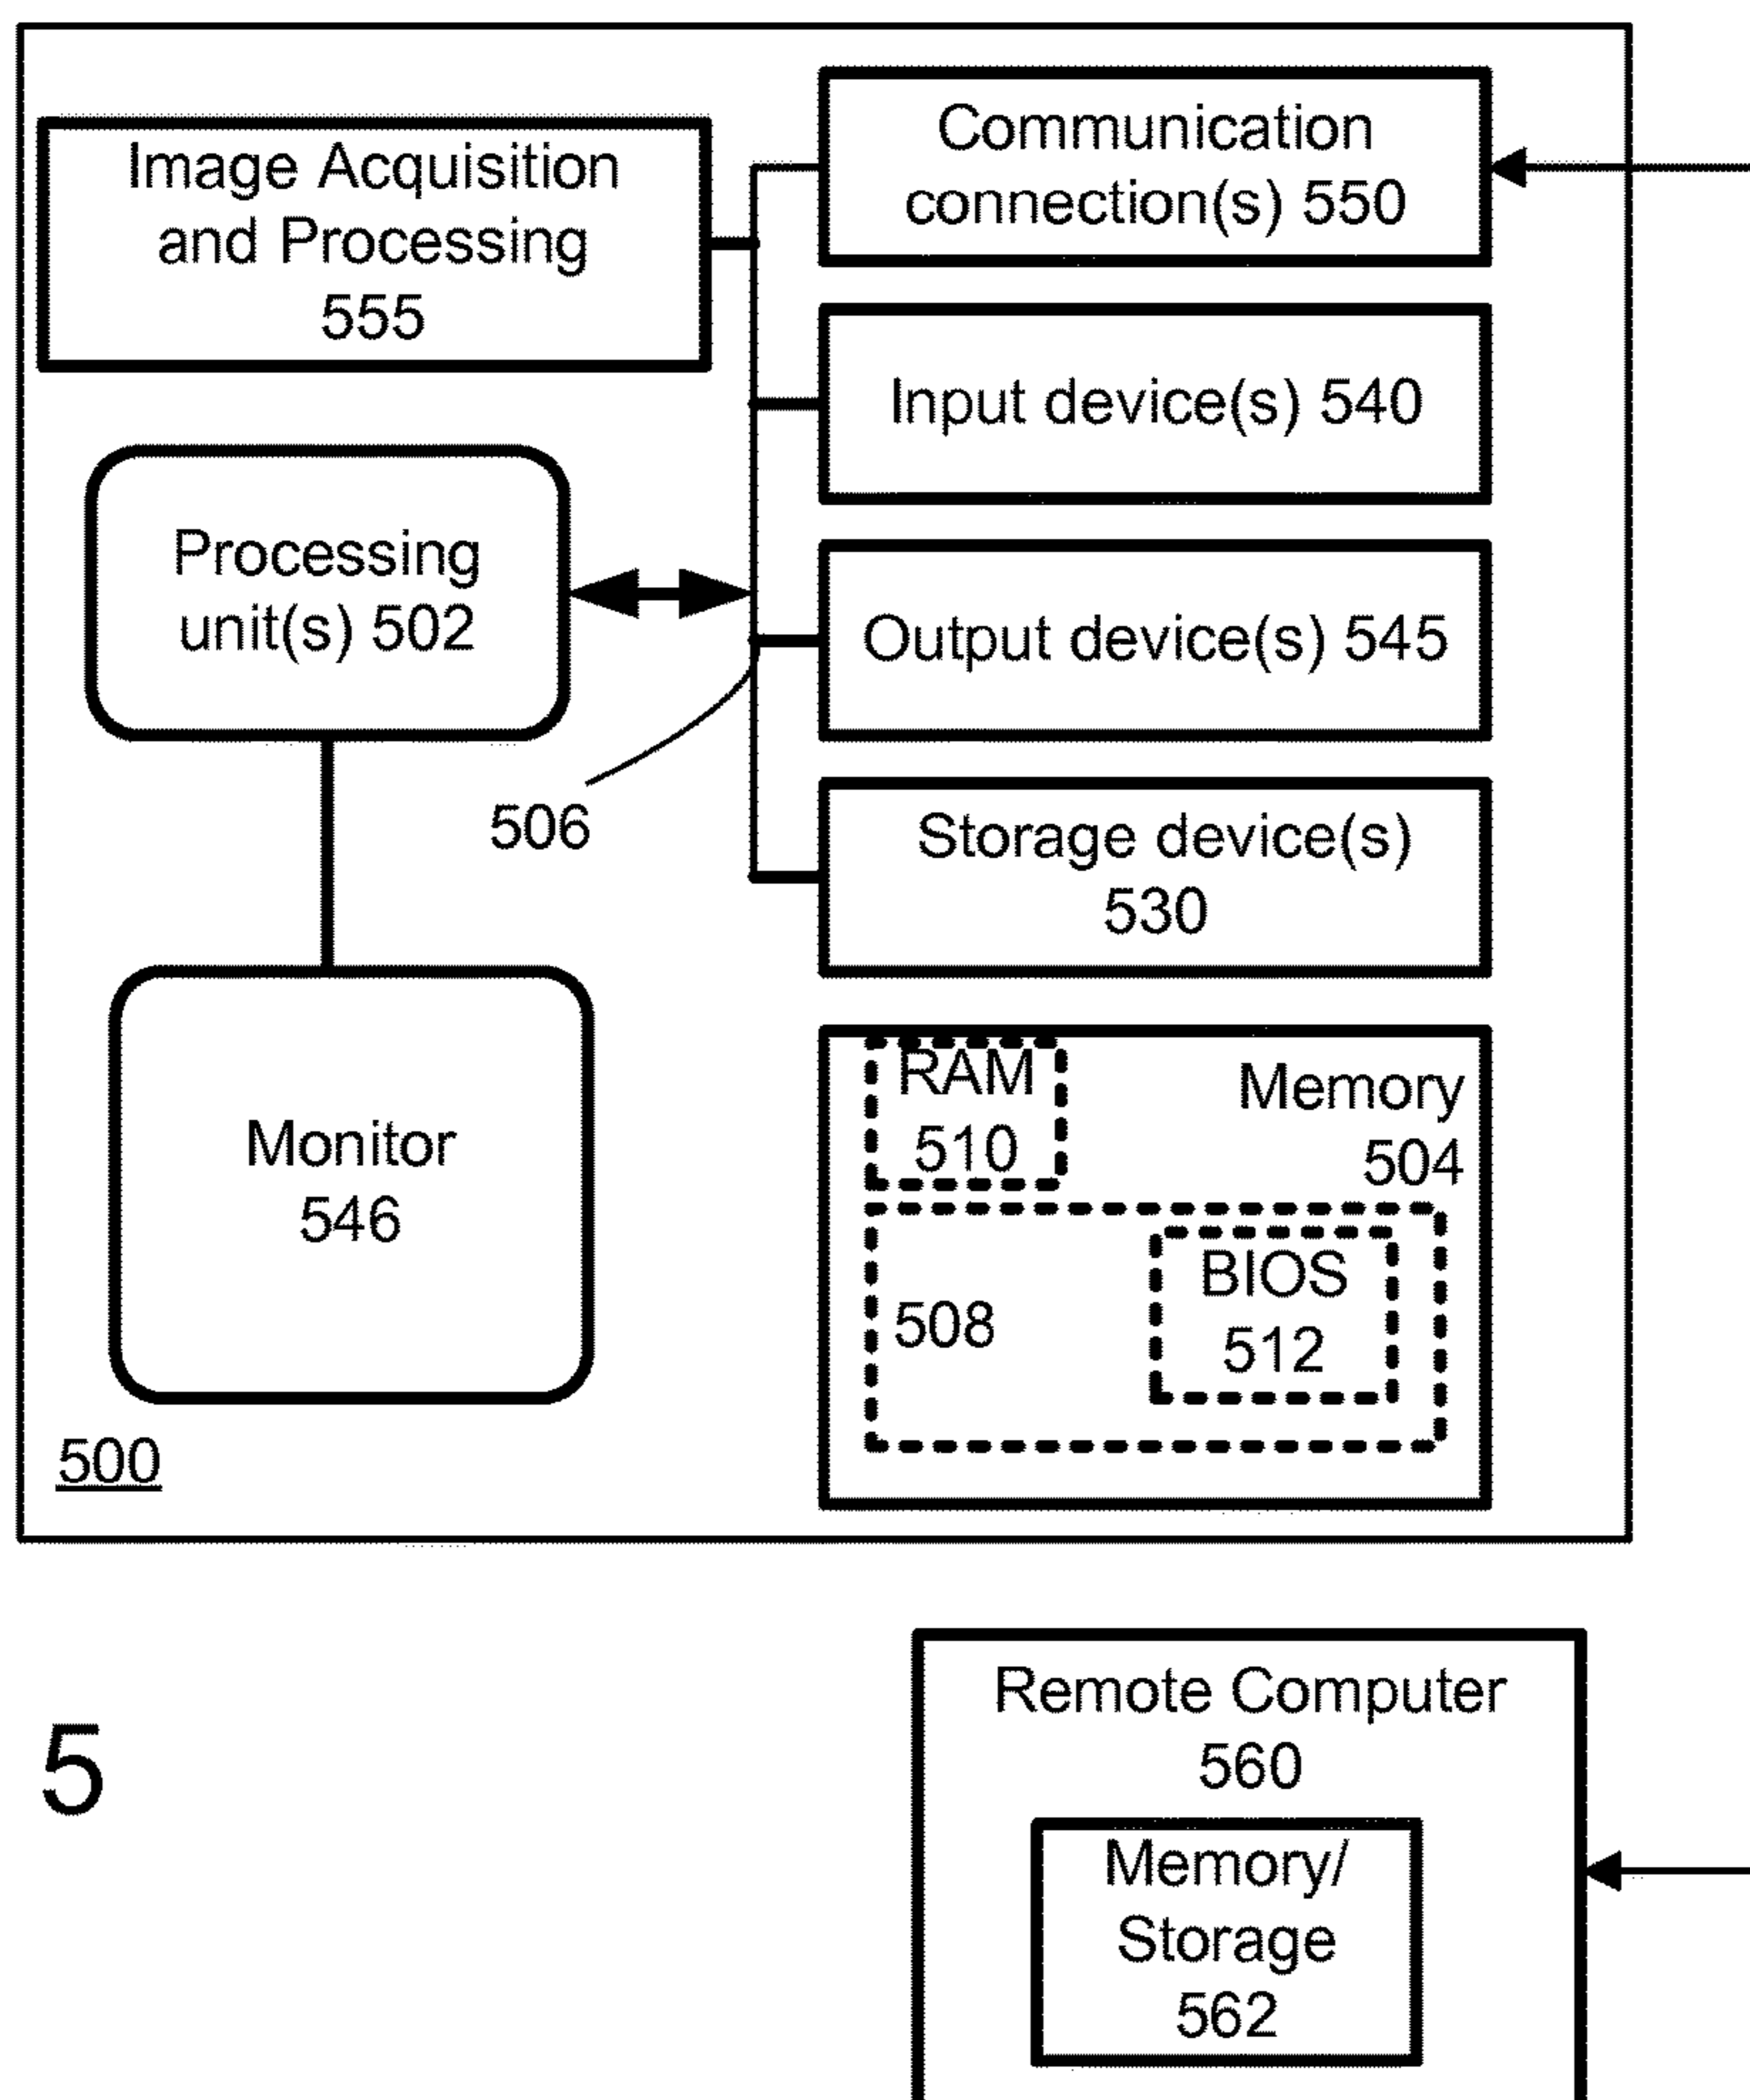 Image Acquisition
and Processing
555
Communication
connection(s) 550
Input device(s) 540
Processing
unit(s) 502
Output device(s) 545
506
Storage device(s)
530
RAM
510
Memory
504
Monitor
546
508
BIOS
512
500
5
Remote Computer
560
Memory/
Storage
562